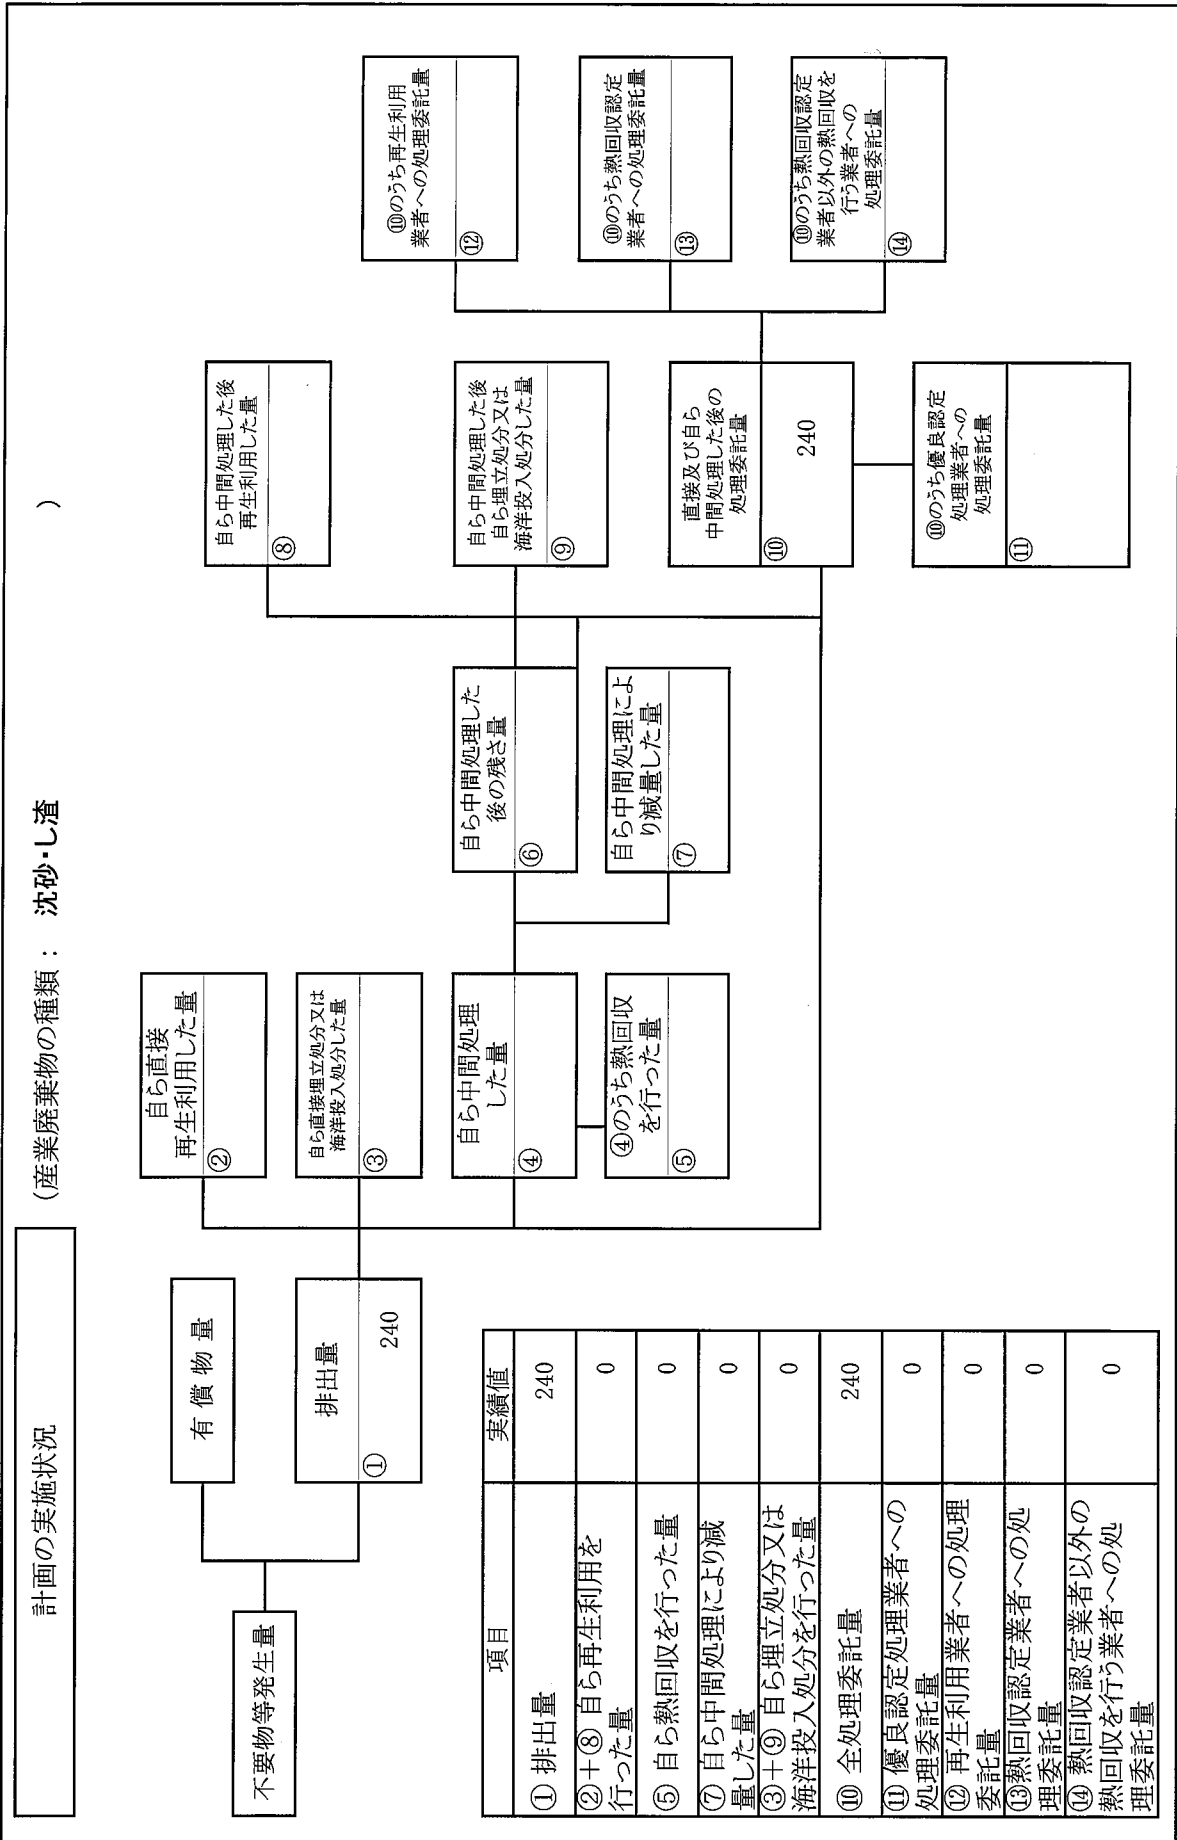 計画の実施状況
(産業廃棄物の種類： 沈砂・し渣 )
不要物等発生量
有償物量
排出量
①
240
自ら直接
再生利用した量
②
自ら直接埋立処分又は
海洋投入処分した量
③
自ら中間処理
した量
④
④のうち熱回収
を行った量
⑤
自ら中間処理した
後の残さ量
⑥
自ら中間処理によ
り減量した量
⑦
自ら中間処理した後
再生利用した量
⑧
自ら中間処理した後
自ら埋立処分又は
海洋投入処分した量
⑨
直接及び自ら
中間処理した後の
処理委託量
⑩
240
⑩のうち優良認定
処理業者への
処理委託量
⑪
⑩のうち再生利用
業者への処理委託量
⑫
⑩のうち熱回収認定
業者への処理委託量
⑬
⑩のうち熱回収認定
業者以外の熱回収を
行う業者への
処理委託量
⑭
項目 実績値
①排出量 240
②+⑧ 自ら再生利用を
行った量 0
⑤ 自ら熱回収を行った量 0
⑦ 自ら中間処理により減
量した量 0
③+⑨ 自ら埋立処分又は
海洋投入処分を行った量 0
⑩ 全処理委託量 240
⑪ 優良認定処理業者への
処理委託量 0
⑫ 再生利用業者への処理
委託量 0
⑬熱回収認定業者への処
理委託量 0
⑭ 熱回収認定業者以外の
熱回収を行う業者への処
理委託量 0